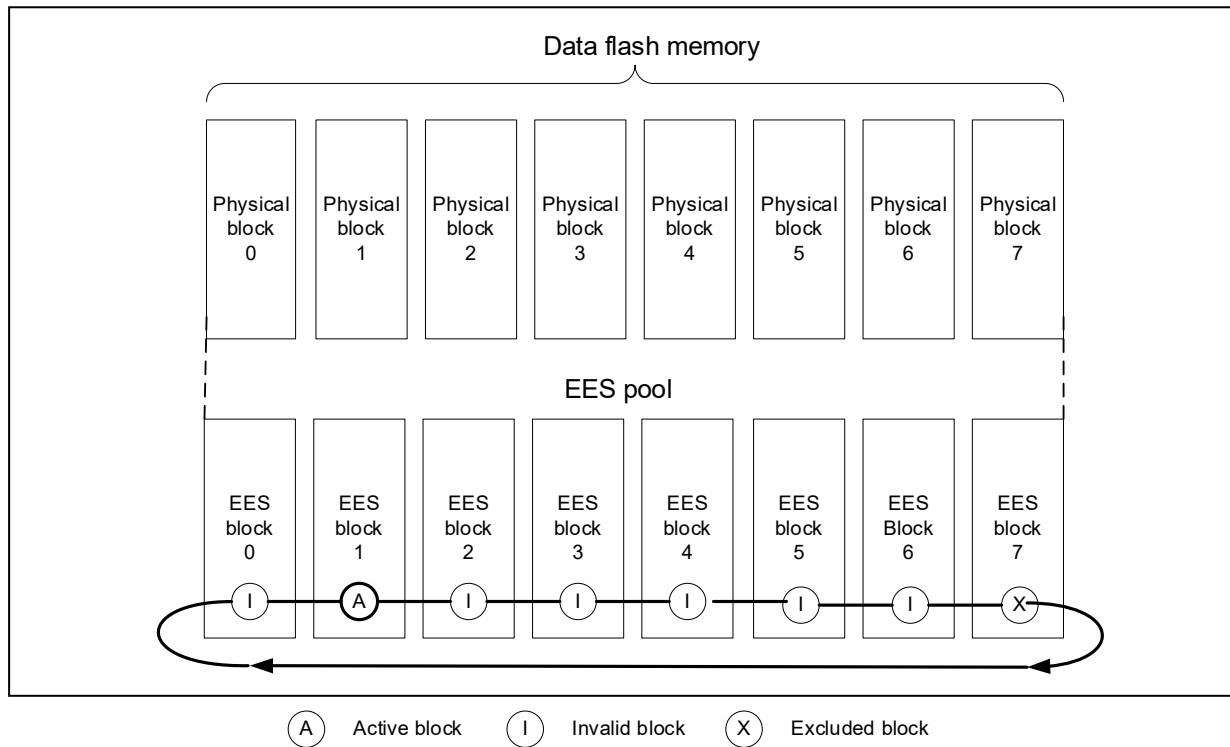 Data flash memory
Physical block 0
Physical block 1
Physical block 2
Physical block 3
Physical block 4
Physical block 5
Physical block 6
Physical block 7
EES pool
EES block 0
EES block 1
EES block 2
EES block 3
EES block 4
EES block 5
EES Block 6
EES block 7
I A I I I I I X
A Active block I Invalid block X Excluded block